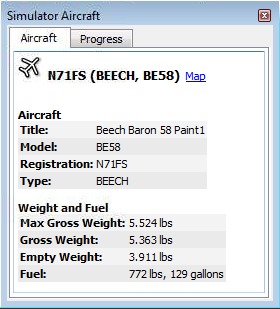 Simulator Aircraft
Aircraft Progress
N71FS (BEECH, BE58) Map
Aircraft
Title: Beech Baron 58 Paint1
Model: BE58
Registration: N71FS
Type: BEECH
Weight and Fuel
Max Gross Weight: 5.524 lbs
Gross Weight: 5.363 lbs
Empty Weight: 3.911 lbs
Fuel: 772 lbs, 129 gallons